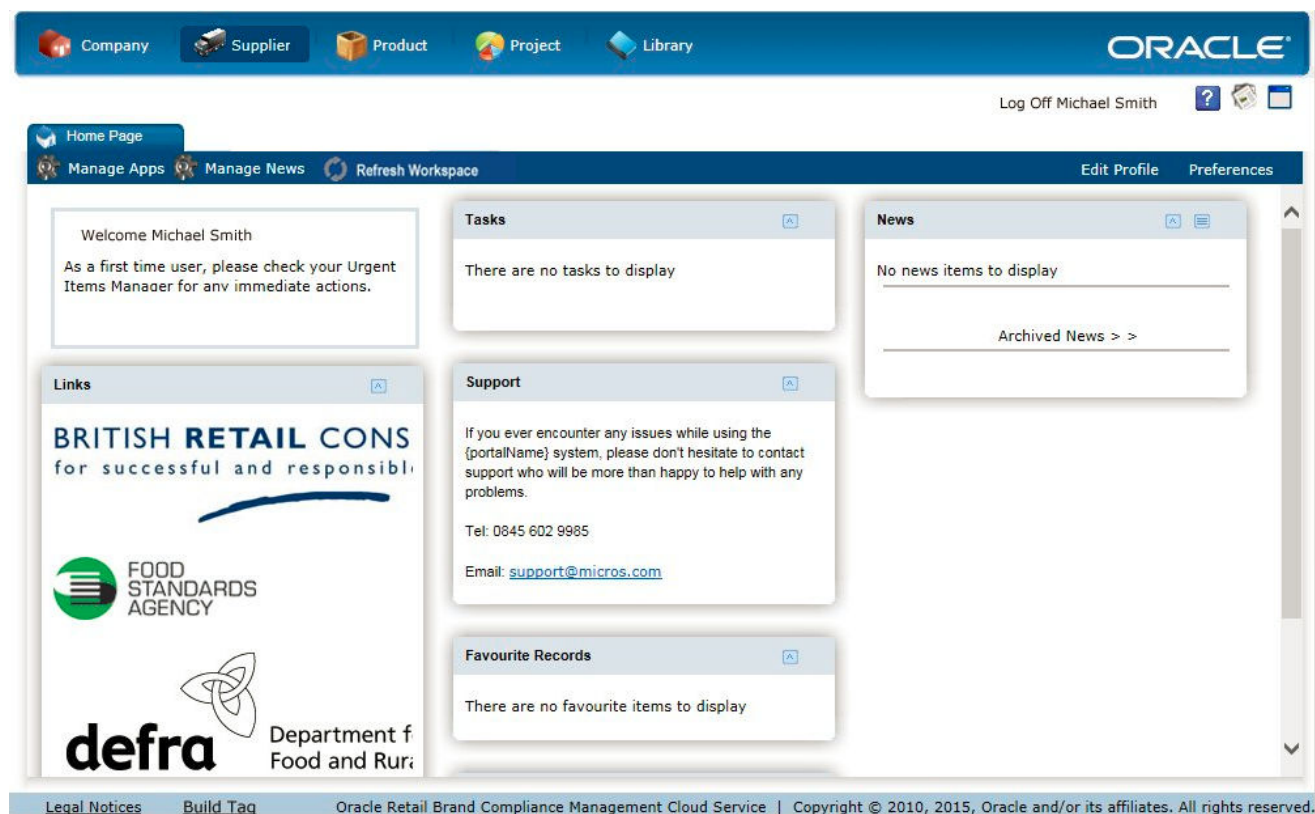 Company Supplier Product Project Library ORACLE
Log Off Michael Smith ?
Home Page
Manage Apps Manage News Refresh Workspace Edit Profile Preferences
Welcome Michael Smith
As a first time user, please check your Urgent
Items Manager for any immediate actions.
Links
BRITISH RETAIL CONS
for successful and responsibl
FOOD
STANDARDS
AGENCY
defra
Department f
Food and Rura
Tasks
There are no tasks to display
Support
If you ever encounter any issues while using the
{portalName} system, please don't hesitate to contact
support who will be more than happy to help with any
problems.
Tel: 0845 602 9985
Email: support@micros.com
Favourite Records
There are no favourite items to display
News
No news items to display
Archived News > >
Legal Notices Build Tag Oracle Retail Brand Compliance Management Cloud Service | Copyright © 2010, 2015, Oracle and/or its affiliates. All rights reserved.